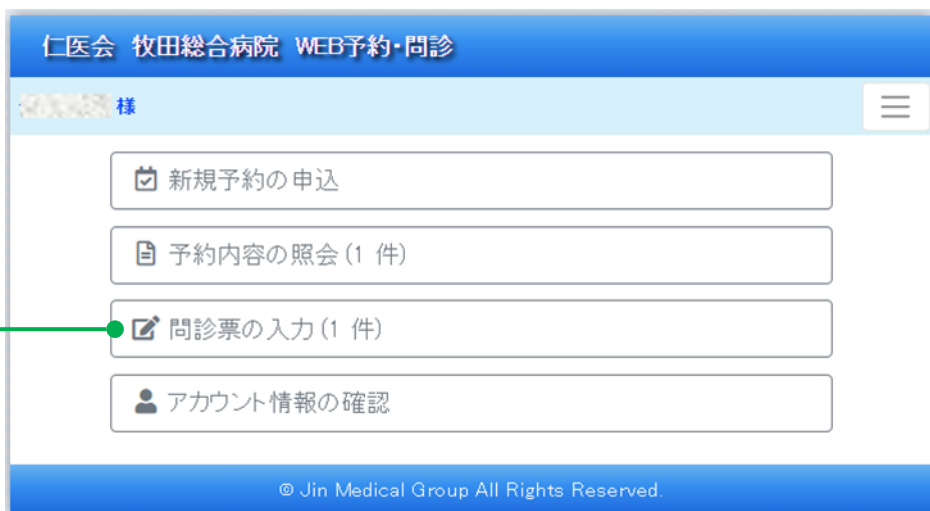 仁医会 牧田総合病院 WEB予約・問診
様
新規予約の申込
予約内容の照会(1 件)
問診票の入力(1 件)
アカウント情報の確認
© Jin Medical Group All Rights Reserved.